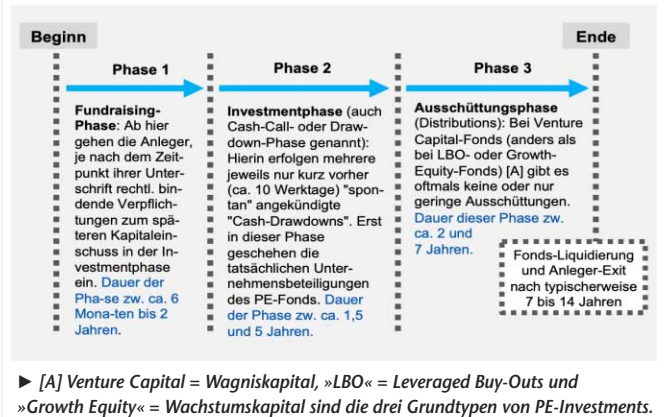 Beginn
Ende
Phase 1
Fundraising-
Phase: Ab hier
gehen die Anleger,
je nach dem Zeit-
punkt ihrer Unter-
schrift rechtl. bin-
dende Verpflich-
tungen zum spä-
teren Kapitalein-
schuss in der In-
vestmentphase
ein. Dauer der
Pha-se zw. ca. 6
Mona-ten bis 2
Jahren.
Phase 2
Investmentphase (auch
Cash-Call- oder Draw-
down-Phase genannt):
Hierin erfolgen mehrere
jeweils nur kurz vorher
(ca. 10 Werktage) "spon-
tan" angekündigte
"Cash-Drawdowns". Erst
in dieser Phase
geschehen die
tatsächlichen Unter-
nehmensbeteiligungen
des PE-Fonds. Dauer
der Phase zw. ca. 1,5
und 5 Jahren.
Phase 3
Ausschüttungsphase
(Distributions): Bei Venture
Capital-Fonds (anders als
bei LBO- oder Growth-
Equity-Fonds) [A] gibt es
oftmals keine oder nur
geringe Ausschüttungen.
Dauer dieser Phase zw.
ca. 2 und
7 Jahren.
Fonds-Liquidierung
und Anleger-Exit
nach typischerweise
7 bis 14 Jahren
► [A] Venture Capital = Wagniskapital, »LBO« = Leveraged Buy-Outs und
»Growth Equity« = Wachstumskapital sind die drei Grundtypen von PE-Investments.